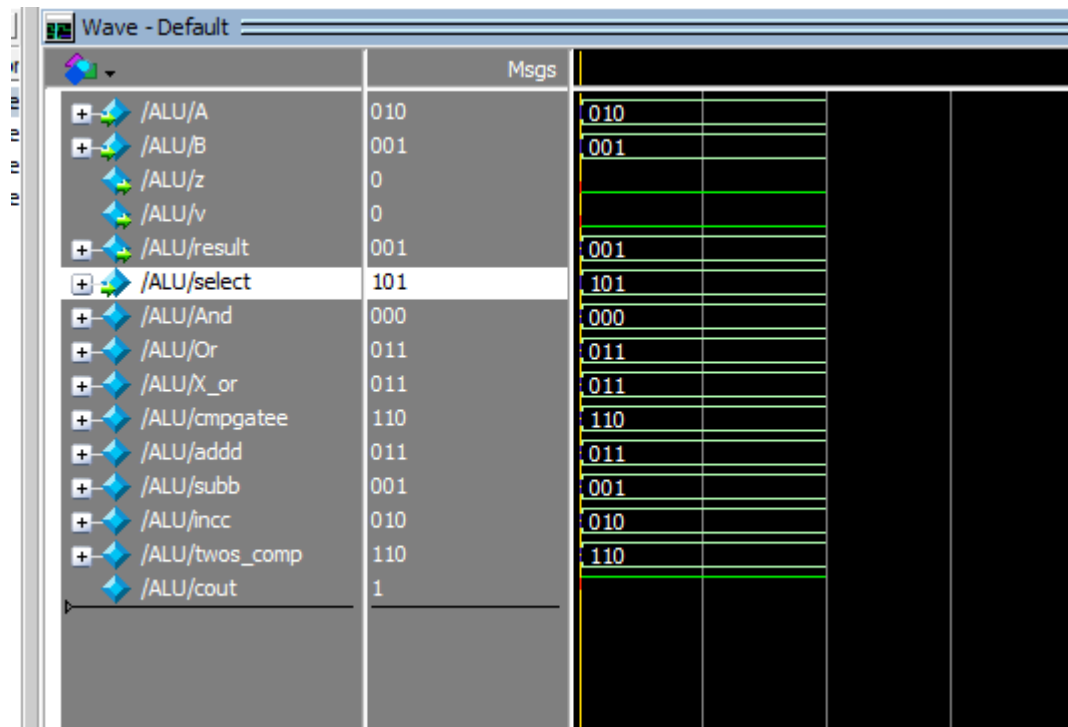 Wave - Default
Msgs
/ALU/A 010 010
/ALU/B 001 001
/ALU/z 0
/ALU/v 0
/ALU/result 001 001
/ALU/select 101 101
/ALU/And 000 000
/ALU/Or 011 011
/ALU/X_or 011 011
/ALU/cmpgatee 110 110
/ALU/addd 011 011
/ALU/subb 001 001
/ALU/incc 010 010
/ALU/twos_comp 110 110
/ALU/cout 1